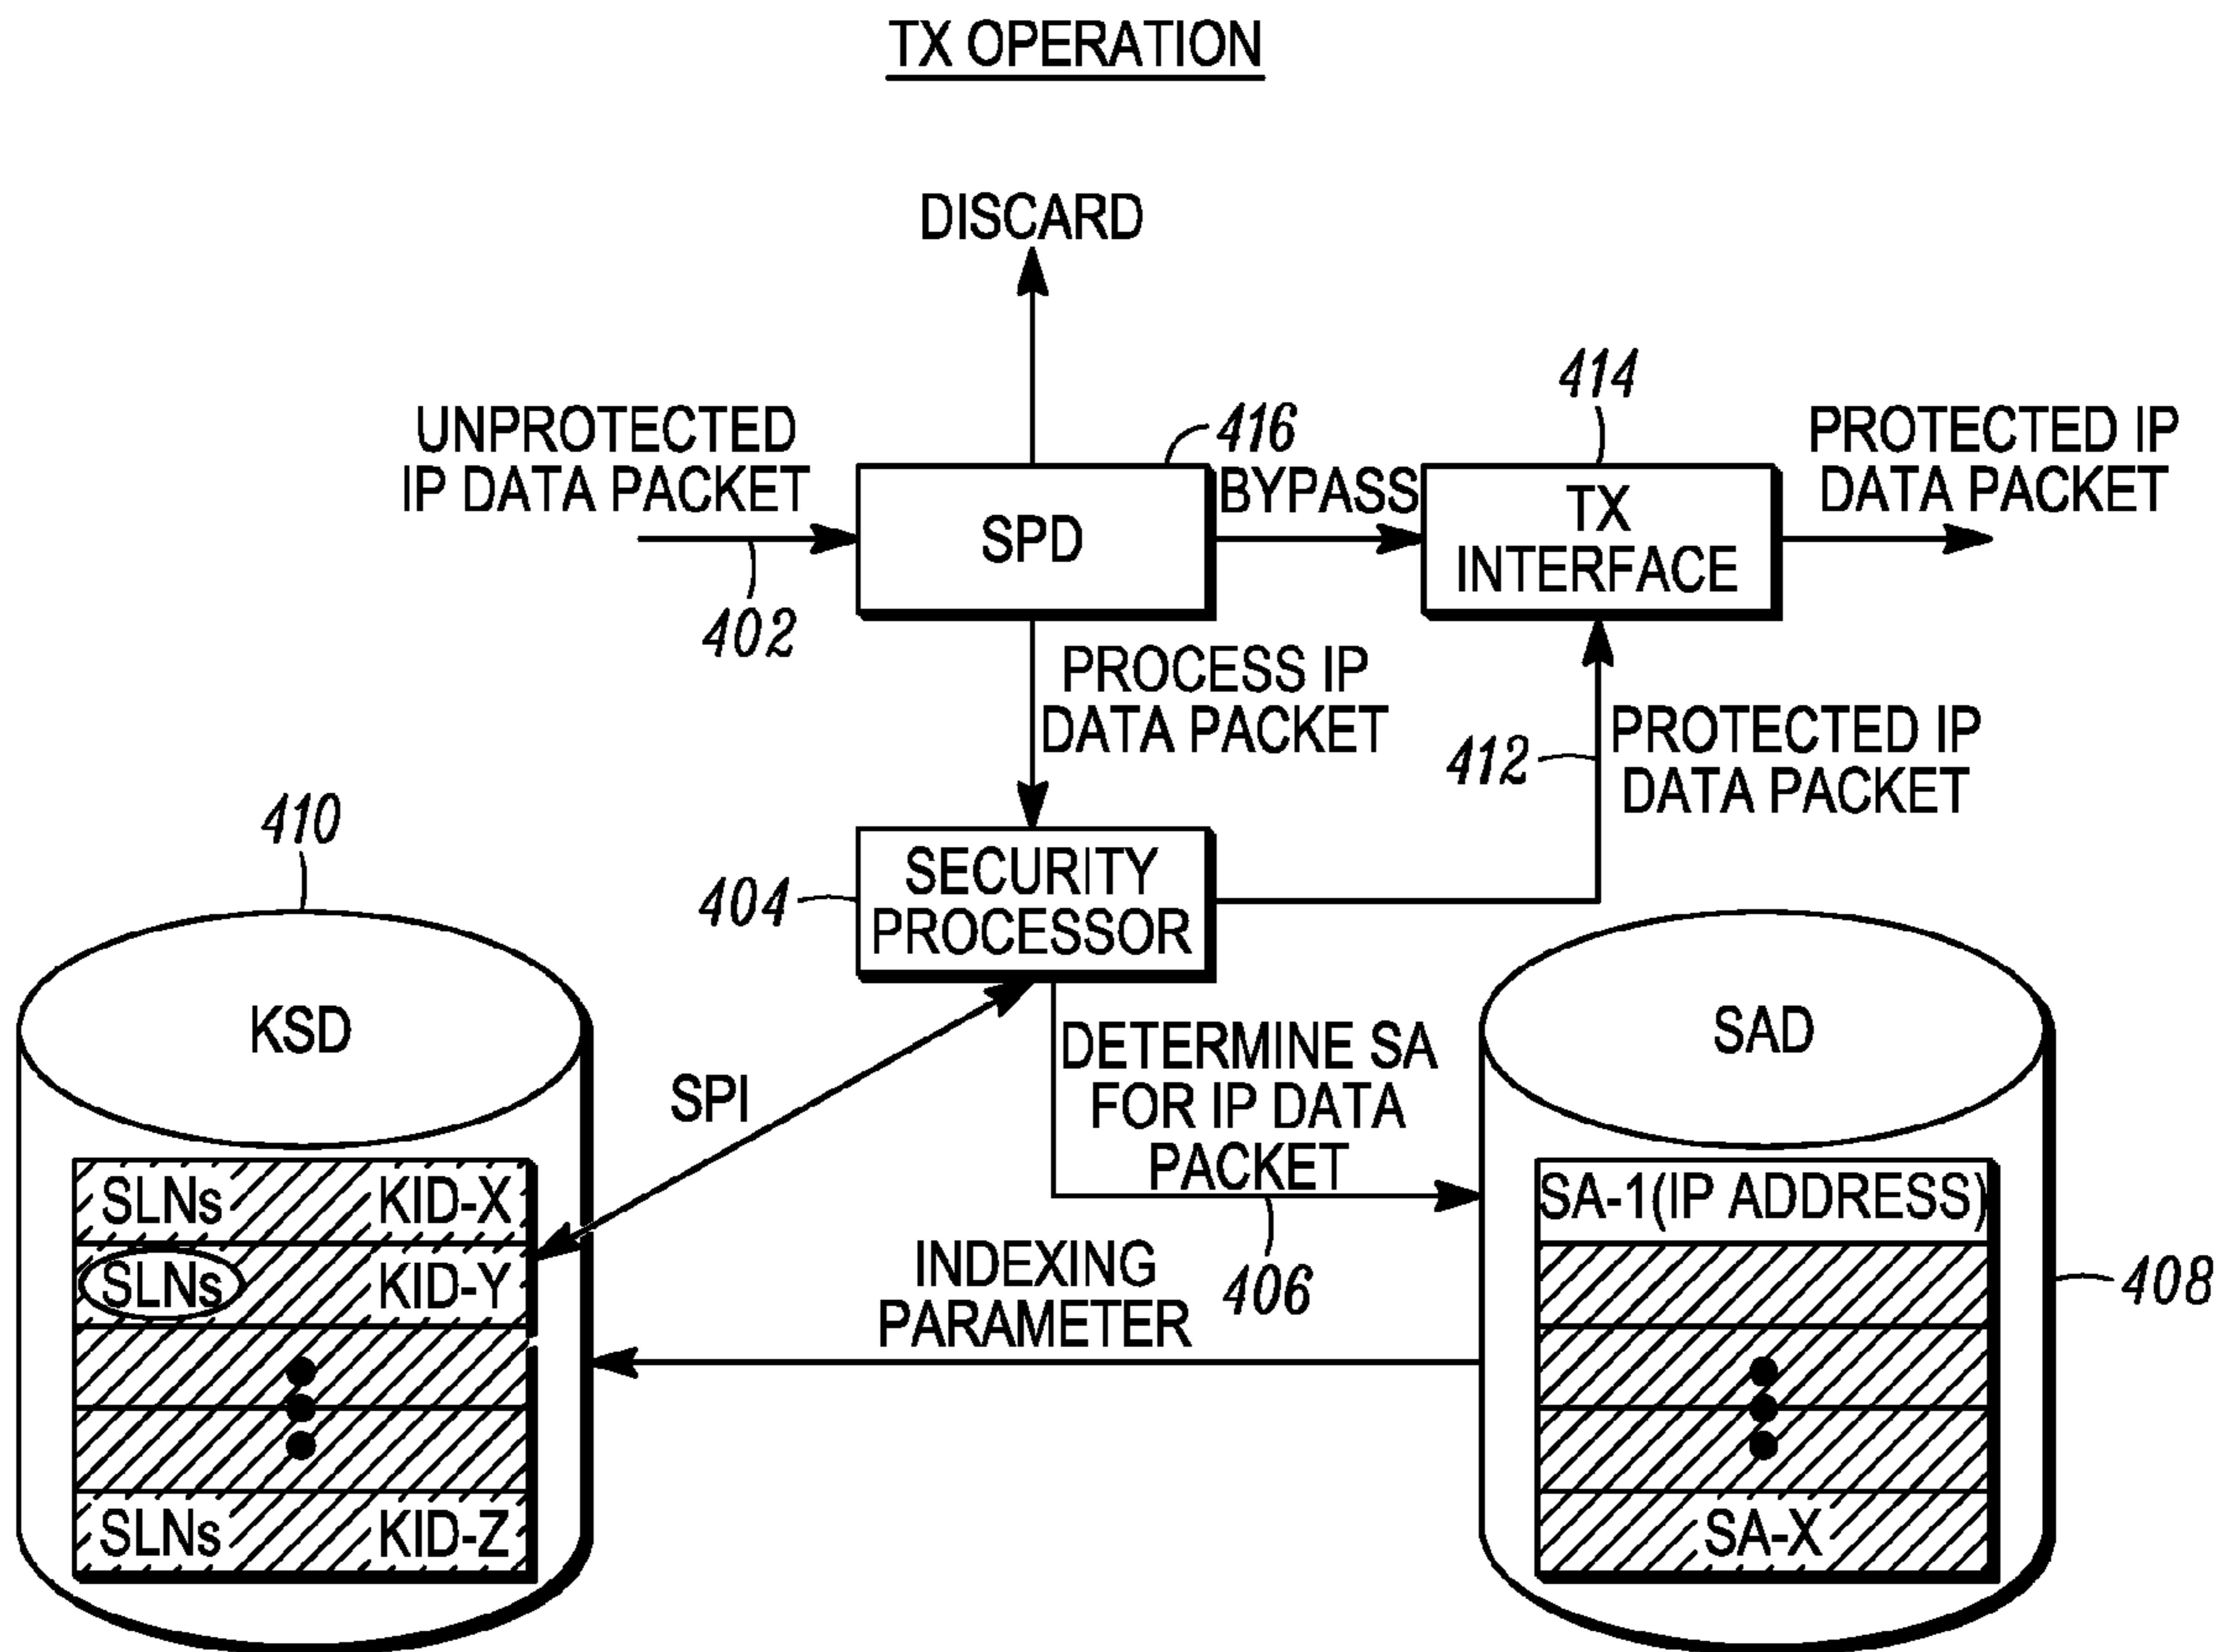 TX OPERATION
DISCARD
UNPROTECTED
IP DATA PACKET
402
416
BYPASS
SPD
414
TX
INTERFACE
PROTECTED IP
DATA PACKET
PROCESS IP
DATA PACKET
412
PROTECTED IP
DATA PACKET
404
SECURITY
PROCESSOR
410
KSD
SPI
DETERMINE SA
FOR IP DATA
PACKET
406
SAD
408
SLNs KID-X
SLNs KID-Y
SLNs KID-Z
INDEXING
PARAMETER
SA-1(IP ADDRESS)
SA-X